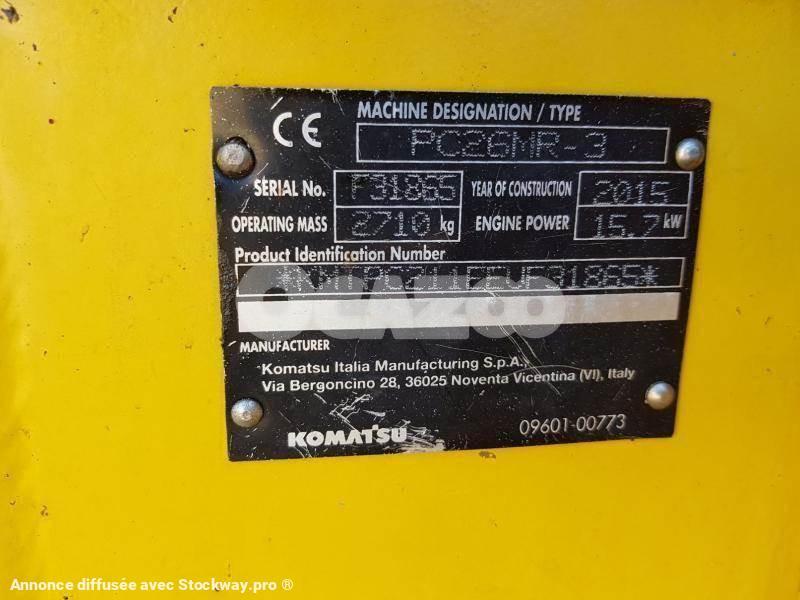 CE MACHINE DESIGNATION / TYPE
PC26MR-3
SERIAL No. F31865 YEAR OF CONSTRUCTION 2015
OPERATING MASS 2710 kg ENGINE POWER 15.7 kW
Product Identification Number
OCAZOO
MANUFACTURER
Komatsu Italia Manufacturing S.p.A.,
Via Bergoncino 28, 36025 Noventa Vicentina (VI), Italy
KOMATSU 09601-00773
Annonce diffusée avec Stockway.pro ®